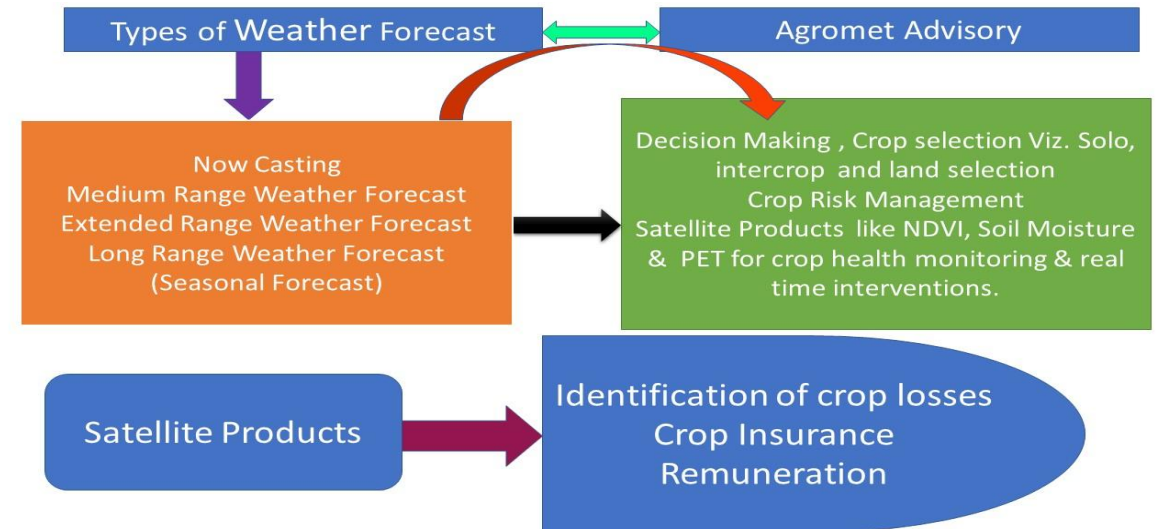 Types of Weather Forecast
Agromet Advisory
Now Casting
Medium Range Weather Forecast
Extended Range Weather Forecast
Long Range Weather Forecast
(Seasonal Forecast)
Decision Making , Crop selection Viz. Solo,
intercrop and land selection
Crop Risk Management
Satellite Products like NDVI, Soil Moisture
& PET for crop health monitoring & real
time interventions.
Satellite Products
Identification of crop losses
Crop Insurance
Remuneration